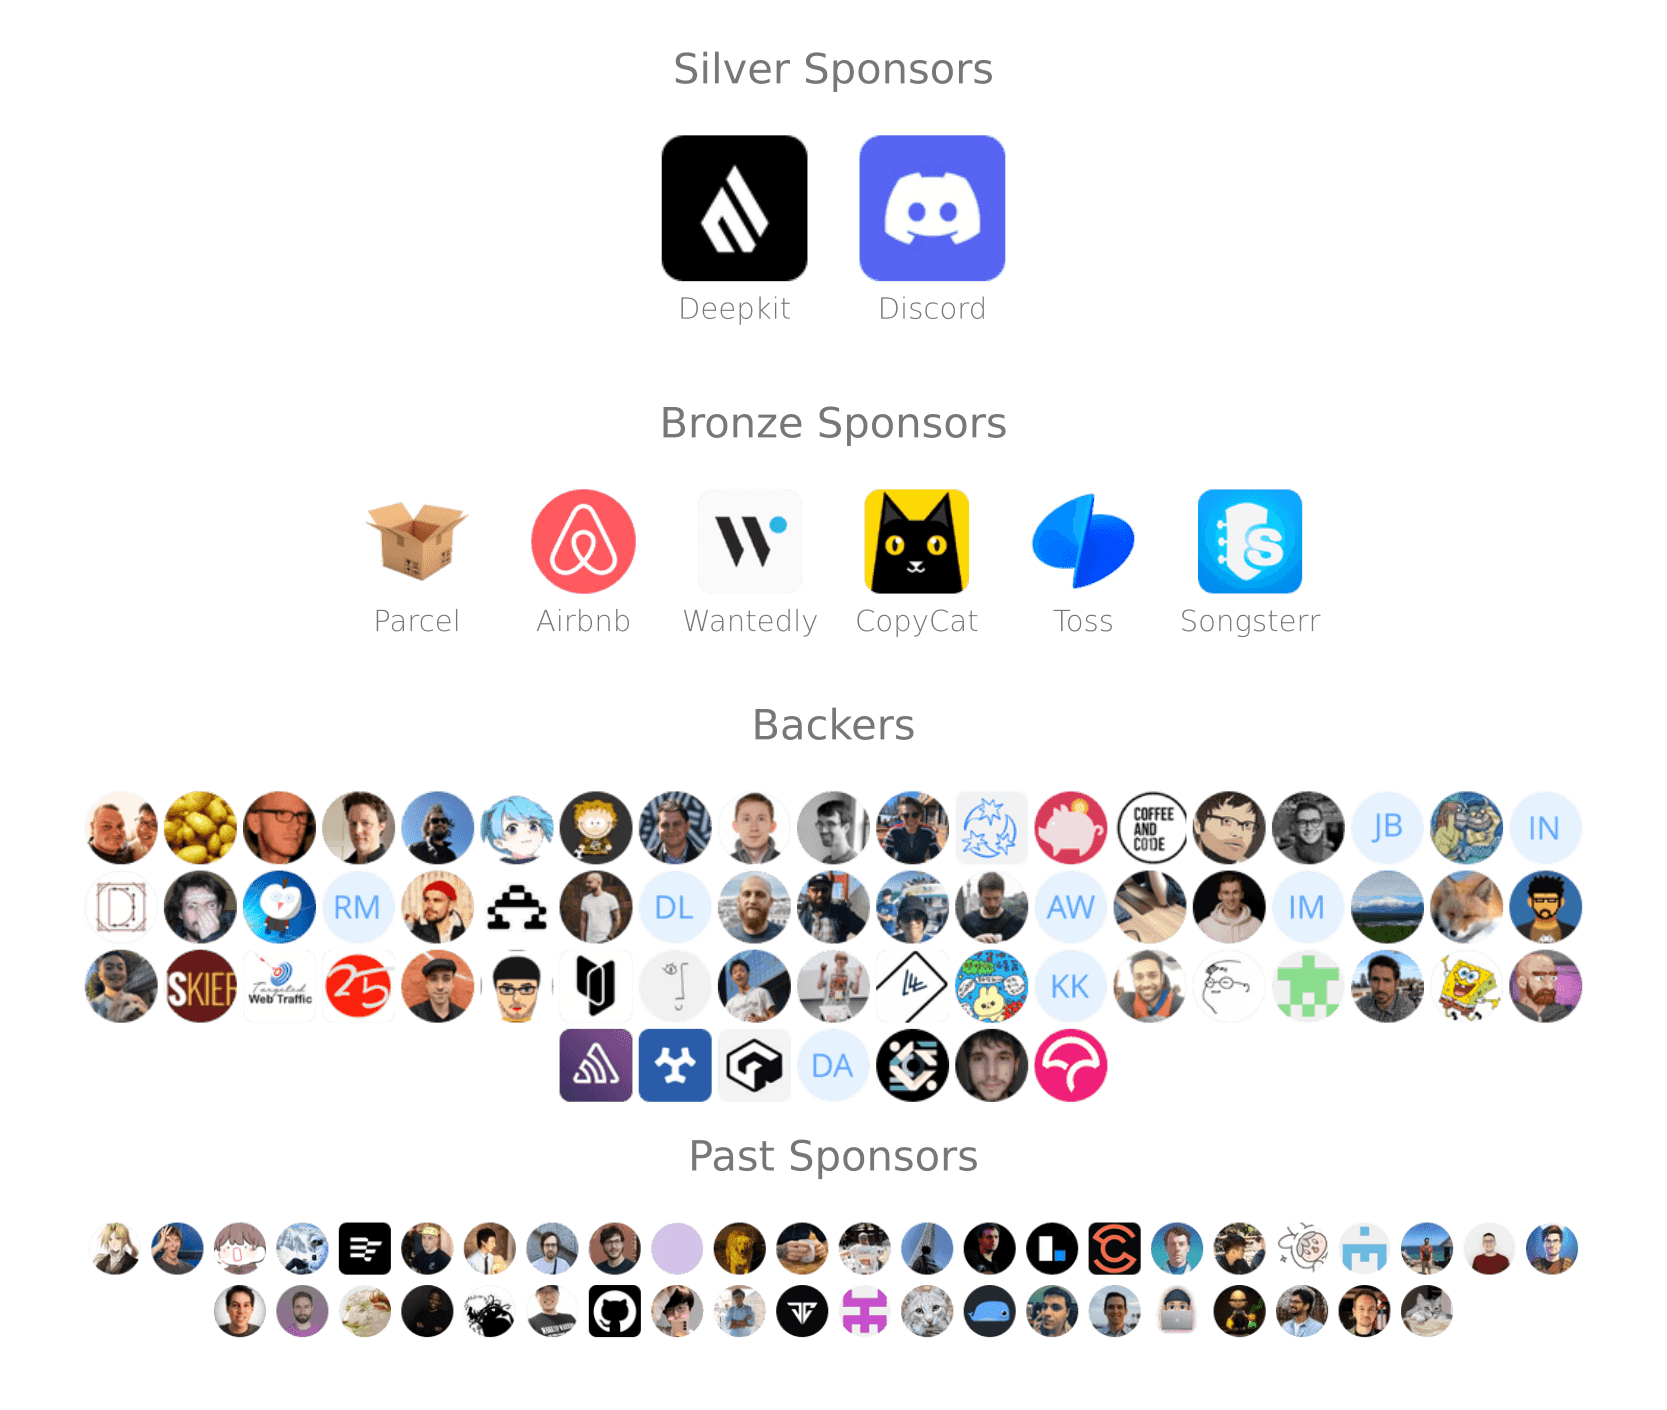 Silver Sponsors
Deepkit
Discord
Bronze Sponsors
Parcel
Airbnb
Wantedly
CopyCat
Toss
Songsterr
Backers
COFFEE
AND
CODE
JB
IN
RM
DL
AW
IM
SKIEF
Targeted
Web Traffic
25
KK
DA
Past Sponsors